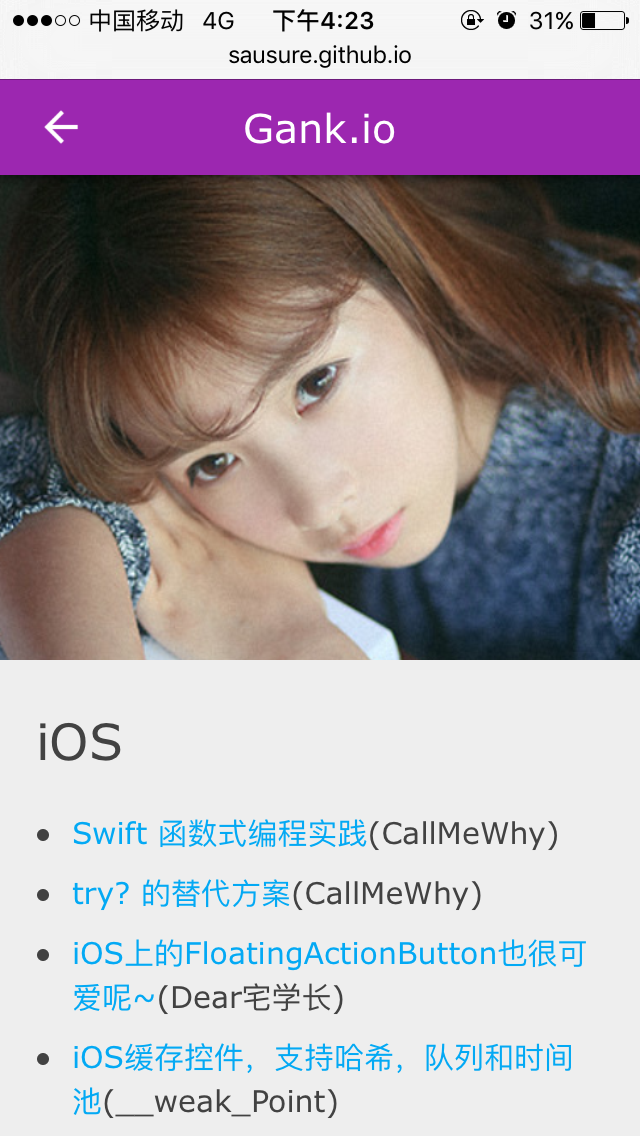 中国移动 4G 下午4:23 31%
sausure.github.io
Gank.io
iOS
Swift 函数式编程实践(CallMeWhy)
try? 的替代方案(CallMeWhy)
iOS上的FloatingActionButton也很可
爱呢~(Dear宅学长)
iOS缓存控件，支持哈希，队列和时间
池(__weak_Point)